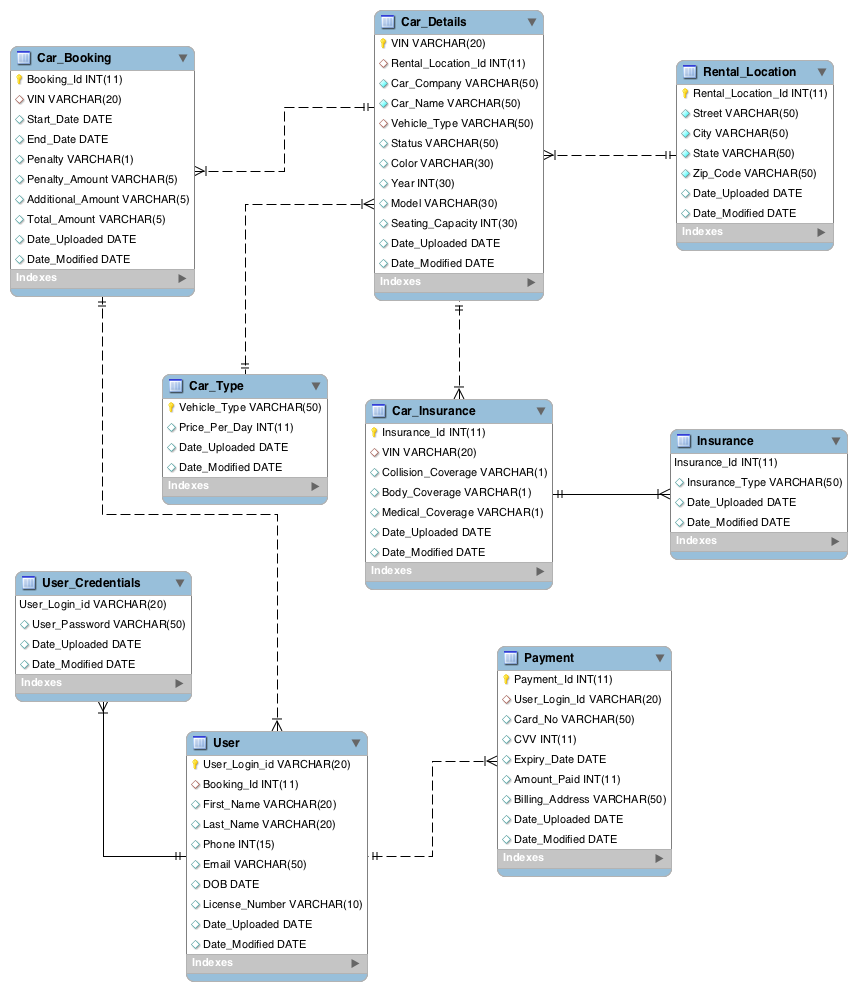 Car_Details
VIN VARCHAR(20)
Rental_Location_Id INT(11)
Car_Company VARCHAR(50)
Car_Name VARCHAR(50)
Vehicle_Type VARCHAR(50)
Status VARCHAR(50)
Color VARCHAR(30)
Year INT(30)
Model VARCHAR(30)
Seating_Capacity INT(30)
Date_Uploaded DATE
Date_Modified DATE
Indexes
Car_Booking
Booking_Id INT(11)
VIN VARCHAR(20)
Start_Date DATE
End_Date DATE
Penalty VARCHAR(1)
Penalty_Amount VARCHAR(5)
Additional_Amount VARCHAR(5)
Total_Amount VARCHAR(5)
Date_Uploaded DATE
Date_Modified DATE
Indexes
Rental_Location
Rental_Location_Id INT(11)
Street VARCHAR(50)
City VARCHAR(50)
State VARCHAR(50)
Zip_Code VARCHAR(50)
Date_Uploaded DATE
Date_Modified DATE
Indexes
Car_Type
Vehicle_Type VARCHAR(50)
Price_Per_Day INT(11)
Date_Uploaded DATE
Date_Modified DATE
Indexes
Car_Insurance
Insurance_Id INT(11)
VIN VARCHAR(20)
Collision_Coverage VARCHAR(1)
Body_Coverage VARCHAR(1)
Medical_Coverage VARCHAR(1)
Date_Uploaded DATE
Date_Modified DATE
Indexes
Insurance
Insurance_Id INT(11)
Insurance_Type VARCHAR(50)
Date_Uploaded DATE
Date_Modified DATE
Indexes
User_Credentials
User_Login_id VARCHAR(20)
User_Password VARCHAR(50)
Date_Uploaded DATE
Date_Modified DATE
Indexes
Payment
Payment_Id INT(11)
User_Login_Id VARCHAR(20)
Card_No VARCHAR(50)
CVV INT(11)
Expiry_Date DATE
Amount_Paid INT(11)
Billing_Address VARCHAR(50)
Date_Uploaded DATE
Date_Modified DATE
Indexes
User
User_Login_id VARCHAR(20)
Booking_Id INT(11)
First_Name VARCHAR(20)
Last_Name VARCHAR(20)
Phone INT(15)
Email VARCHAR(50)
DOB DATE
License_Number VARCHAR(10)
Date_Uploaded DATE
Date_Modified DATE
Indexes